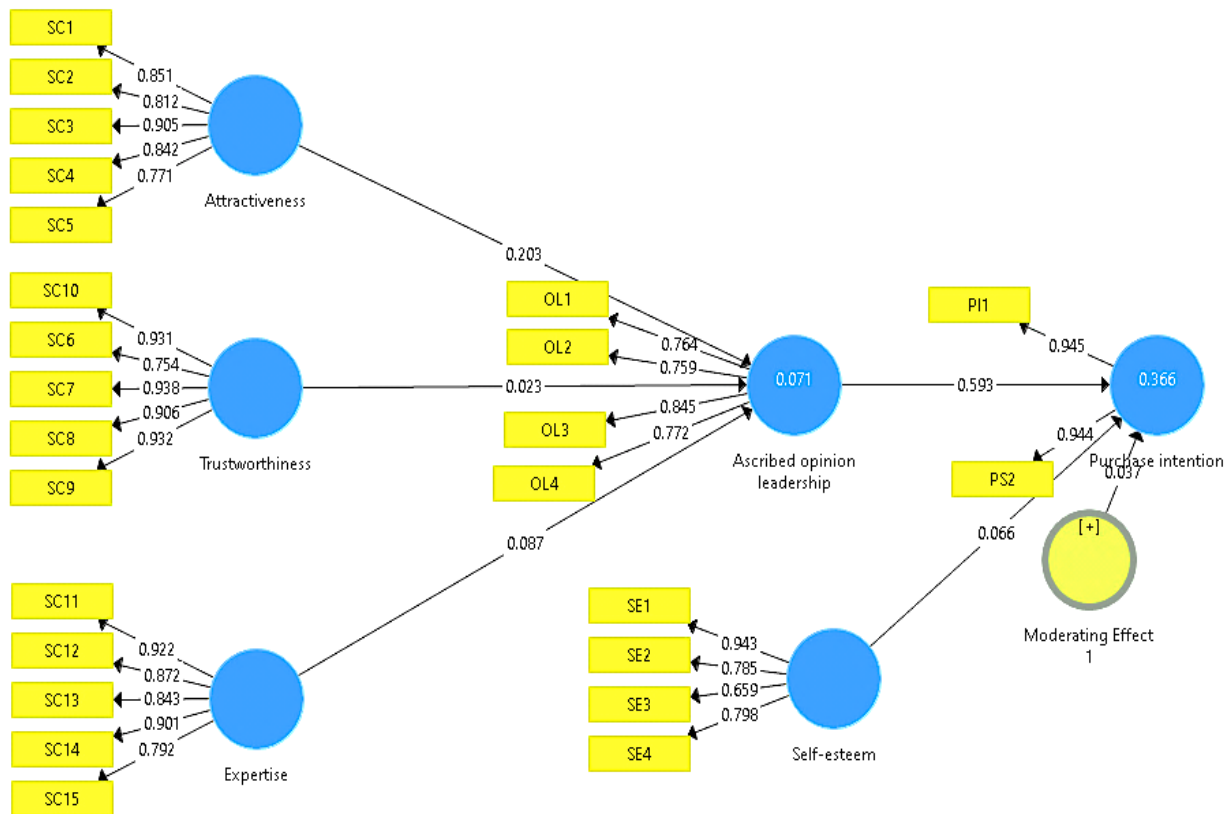 SC1
SC2
SC3
SC4
SC5
0.851
0.812
0.905
0.842
0.771
Attractiveness
0.203
SC10
SC6
SC7
SC8
SC9
0.931
0.754
0.938
0.906
0.932
Trustworthiness
0.023
SC11
SC12
SC13
SC14
SC15
0.922
0.872
0.843
0.901
0.792
Expertise
0.087
OL1
OL2
OL3
OL4
0.764
0.759
0.845
0.772
0.071
Ascribed opinion
leadership
0.593
PI1
0.945
0.366
0.944
PS2
Purchase intention
0.037
0.066
[+]
Moderating Effect
1
SE1
SE2
SE3
SE4
0.943
0.785
0.659
0.798
Self-esteem